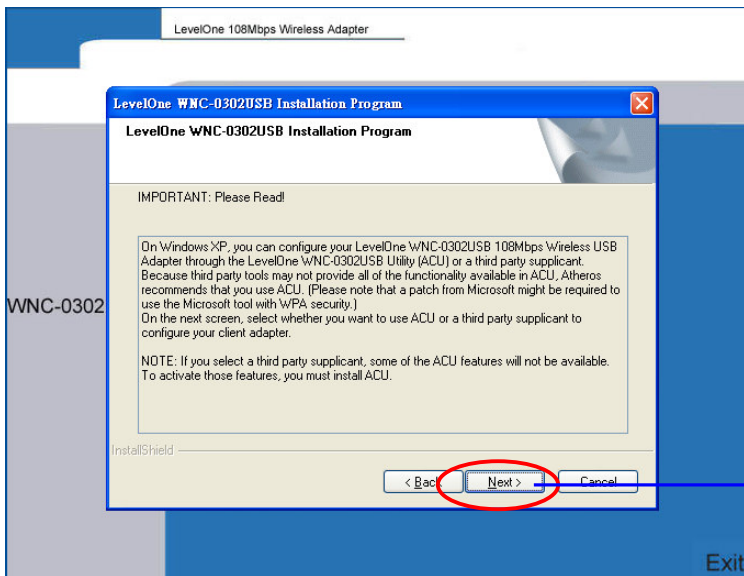 LevelOne 108Mbps Wireless Adapter
LevelOne WNC-0302USB Installation Program
LevelOne WNC-0302USB Installation Program
IMPORTANT: Please Read!
On Windows XP, you can configure your LevelOne WNC-0302USB 108Mbps Wireless USB
Adapter through the LevelOne WNC-0302USB Utility (ACU) or a third party supplicant.
Because third party tools may not provide all of the functionality available in ACU, Atheros
recommends that you use ACU. (Please note that a patch from Microsoft might be required to
use the Microsoft tool with WPA security.)
On the next screen, select whether you want to use ACU or a third party supplicant to
configure your client adapter.
NOTE: If you select a third party supplicant, some of the ACU features will not be available.
To activate those features, you must install ACU.
WNC-0302
InstallShield
< Back
Next >
Cancel
Exit